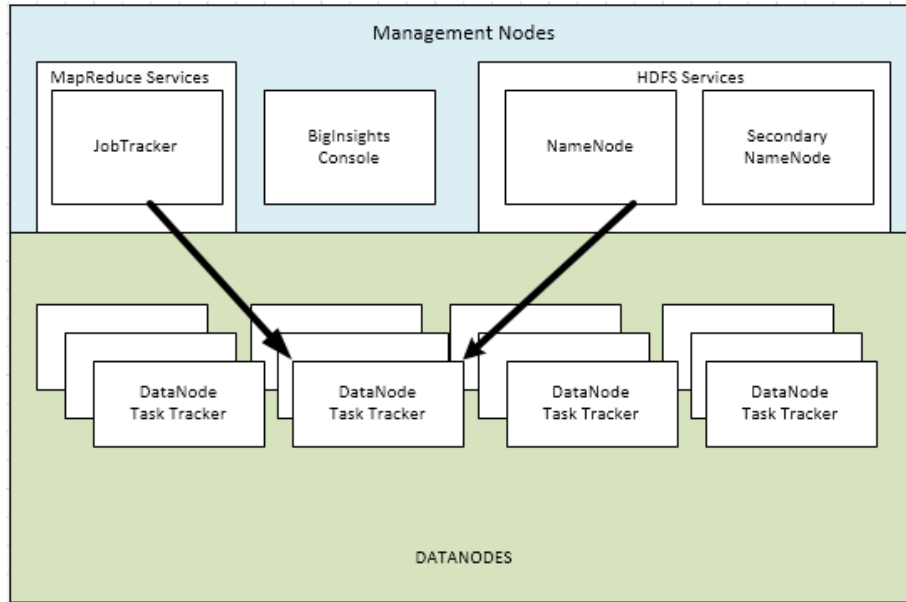 Management Nodes
MapReduce Services
HDFS Services
JobTracker
BigInsights
Console
NameNode
Secondary
NameNode
DataNode
Task Tracker
DataNode
Task Tracker
DataNode
Task Tracker
DataNode
Task Tracker
DATANODES